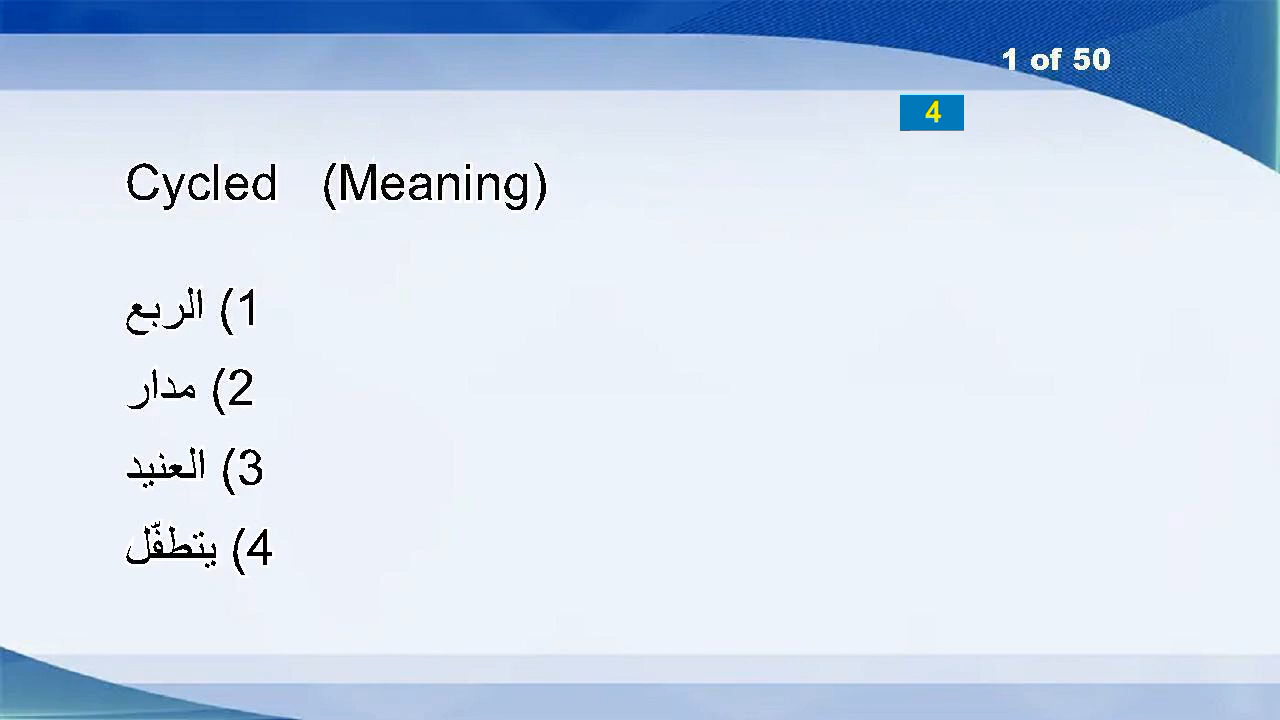 1 of 50
4
Cycled (Meaning)
1) الربع
2) مدار
3) العنيد
4) يتطفّل